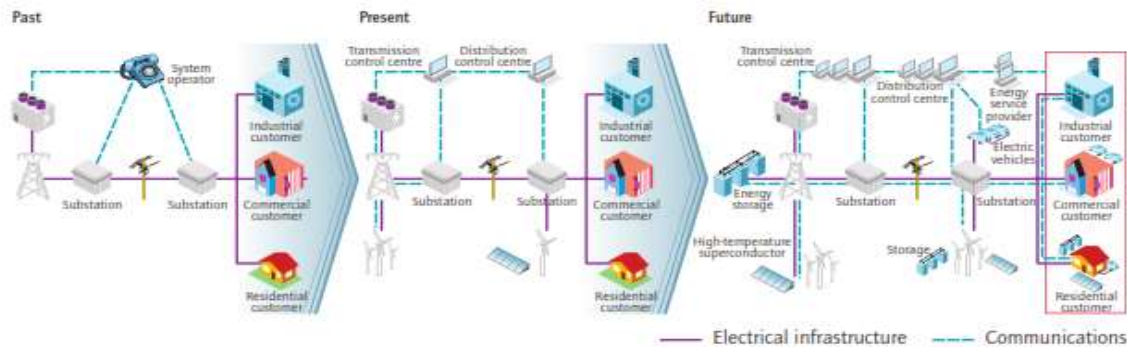 Past
System
operator
Substation
Substation
Industrial
customer
Commercial
customer
Residential
customer
Present
Transmission
control centre
Distribution
control centre
Substation
Substation
Industrial
customer
Commercial
customer
Residential
customer
Future
Transmission
control centre
Distribution
control centre
Energy
service
provider
Electric
vehicles
Energy
storage
Substation
Substation
High-temperature
superconductor
Storage
Industrial
customer
Commercial
customer
Residential
customer
Electrical infrastructure
Communications